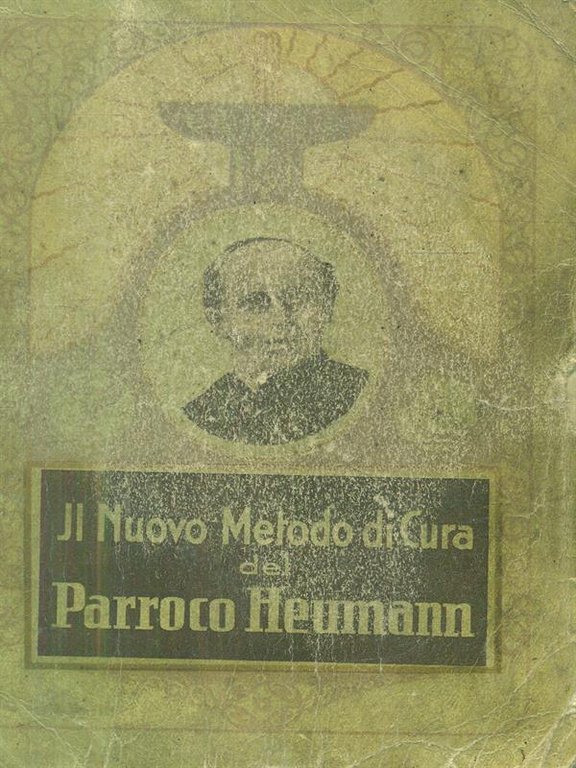 Il Nuovo Metodo di Cura
del
Parroco Heumann